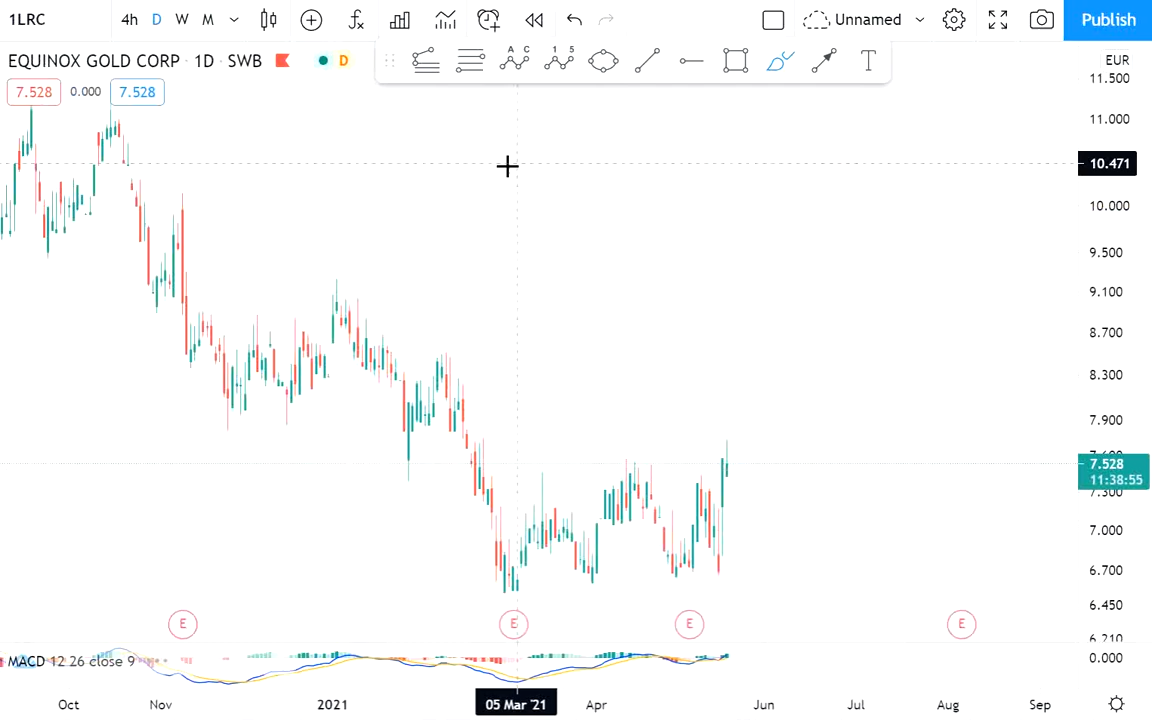 1LRC 4h D W M Unnamed Publish
EQUINOX GOLD CORP · 1D · SWB D EUR
A C 1 5
7.528 0.000 7.528
11.500
11.000
10.471
10.000
9.500
9.100
8.700
8.300
7.900
7.528
11:38:55
7.300
7.000
6.700
6.450
E E E E
6.210
MACD 12 26 close 9 0.000
Oct Nov 2021 05 Mar '21 Apr Jun Jul Aug Sep